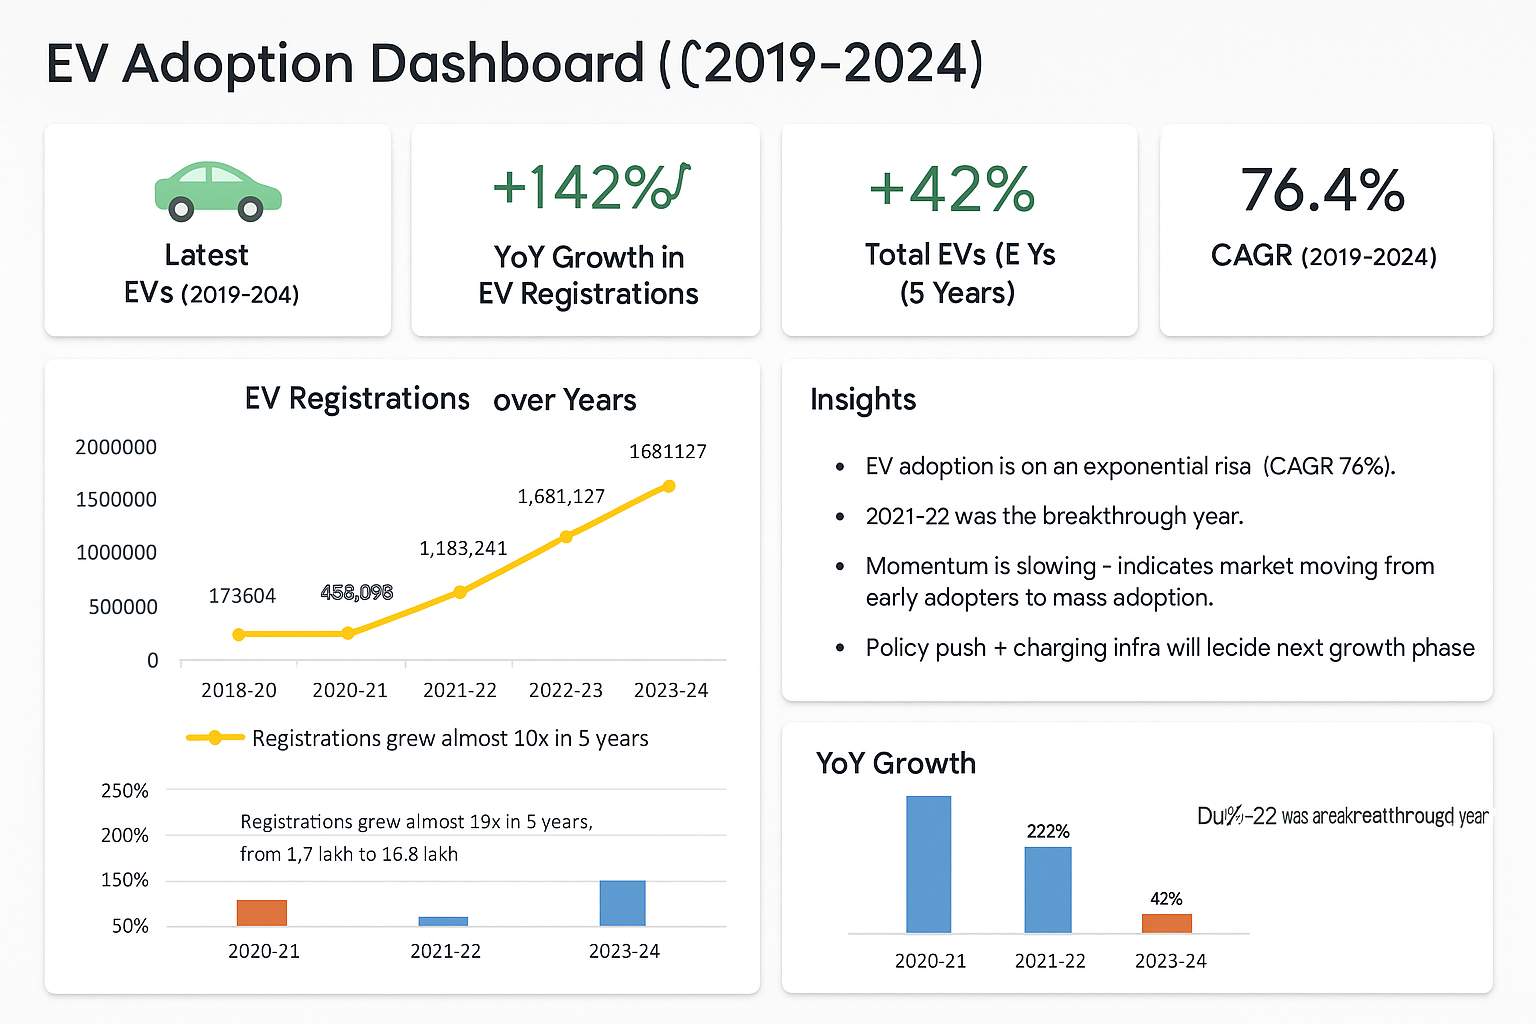 EV Adoption Dashboard ((2019-2024)
Latest
EVs (2019-204)
+142%
YoY Growth in
EV Registrations
+42%
Total EVs (E Ys
(5 Years)
76.4%
CAGR (2019-2024)
EV Registrations over Years
2000000
1500000
1000000
500000
0
173604
458,098
1,183,241
1,681,127
1681127
2018-20 2020-21 2021-22 2022-23 2023-24
Registrations grew almost 10x in 5 years
250%
200%
150%
50%
Registrations grew almost 19x in 5 years,
from 1,7 lakh to 16.8 lakh
2020-21 2021-22 2023-24
Insights
• EV adoption is on an exponential risa (CAGR 76%).
• 2021-22 was the breakthrough year.
• Momentum is slowing - indicates market moving from
early adopters to mass adoption.
• Policy push + charging infra will lecide next growth phase
YoY Growth
222%
42%
-22 was areakreatthrougd year
2020-21 2021-22 2023-24